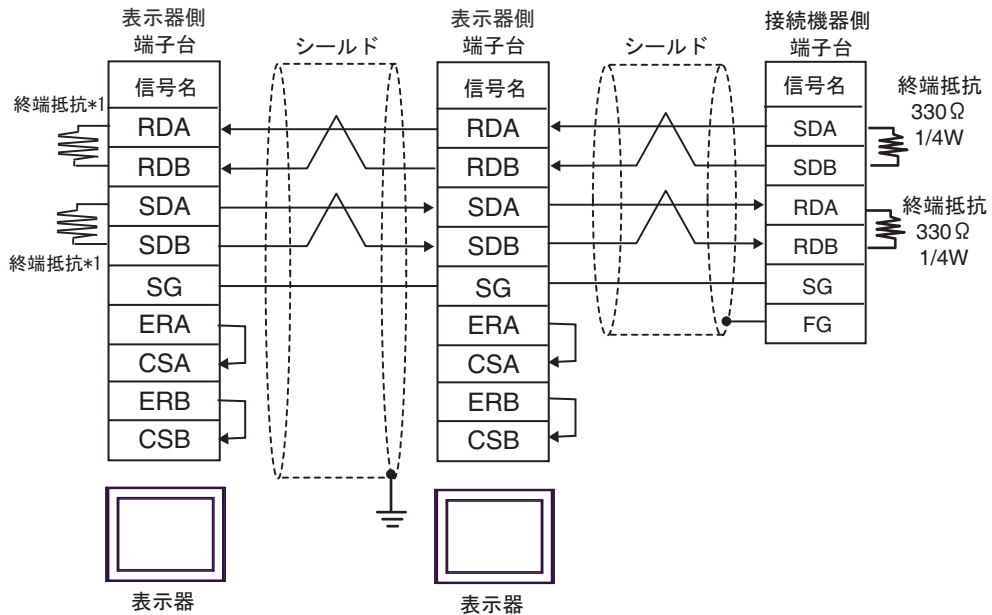 表示器側
端子台
シールド
表示器側
端子台
シールド
接続機器側
端子台
終端抵抗*1
終端抵抗*1
信号名
RDA
RDB
SDA
SDB
SG
ERA
CSA
ERB
CSB
信号名
RDA
RDB
SDA
SDB
SG
ERA
CSA
ERB
CSB
信号名
SDA
SDB
RDA
RDB
SG
FG
終端抵抗
330Ω
1/4W
終端抵抗
330Ω
1/4W
表示器
表示器